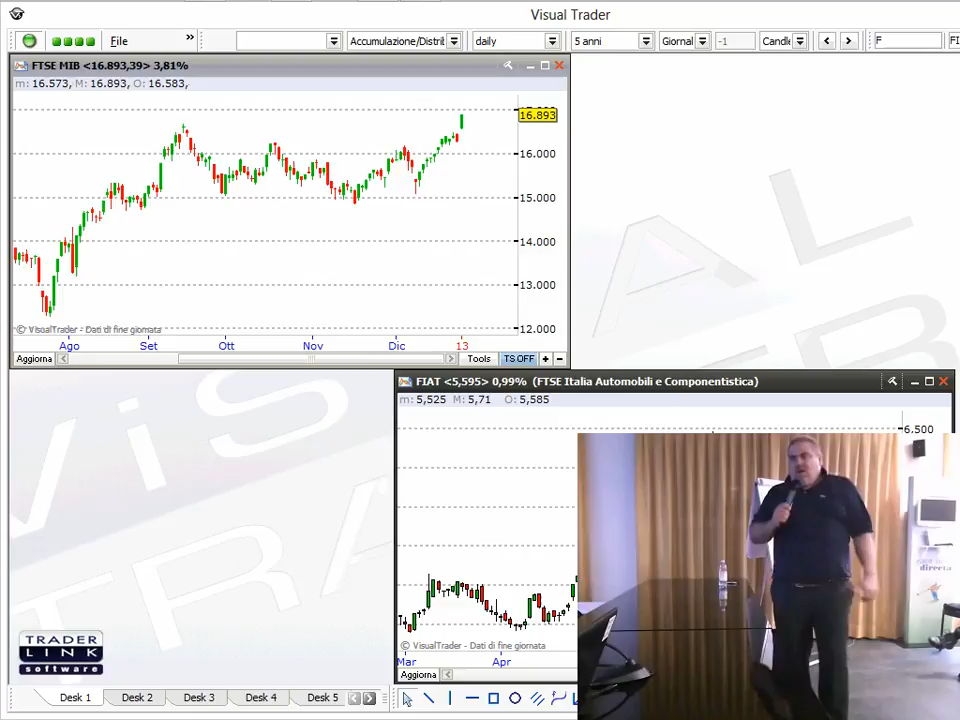 Visual Trader
File
»
Accumulazione/Distrib
daily
5 anni
Giornal
-1
Candle
F
FI
FTSE MIB <16.893,39> 3,81%
m: 16.573, M: 16.893, O: 16.583,
16.893
16.000
15.000
14.000
13.000
12.000
© VisualTrader - Dati di fine giornata
Ago
Set
Ott
Nov
Dic
13
Aggiorna
Tools
TS OFF
+
−
FIAT <5,595> 0,99% (FTSE Italia Automobili e Componentistica)
m: 5,525 M: 5,71 O: 5,585
6.500
© VisualTrader - Dati di fine giornata
Mar
Apr
Aggiorna
TRADER
LINK
software
Desk 1
Desk 2
Desk 3
Desk 4
Desk 5
directa